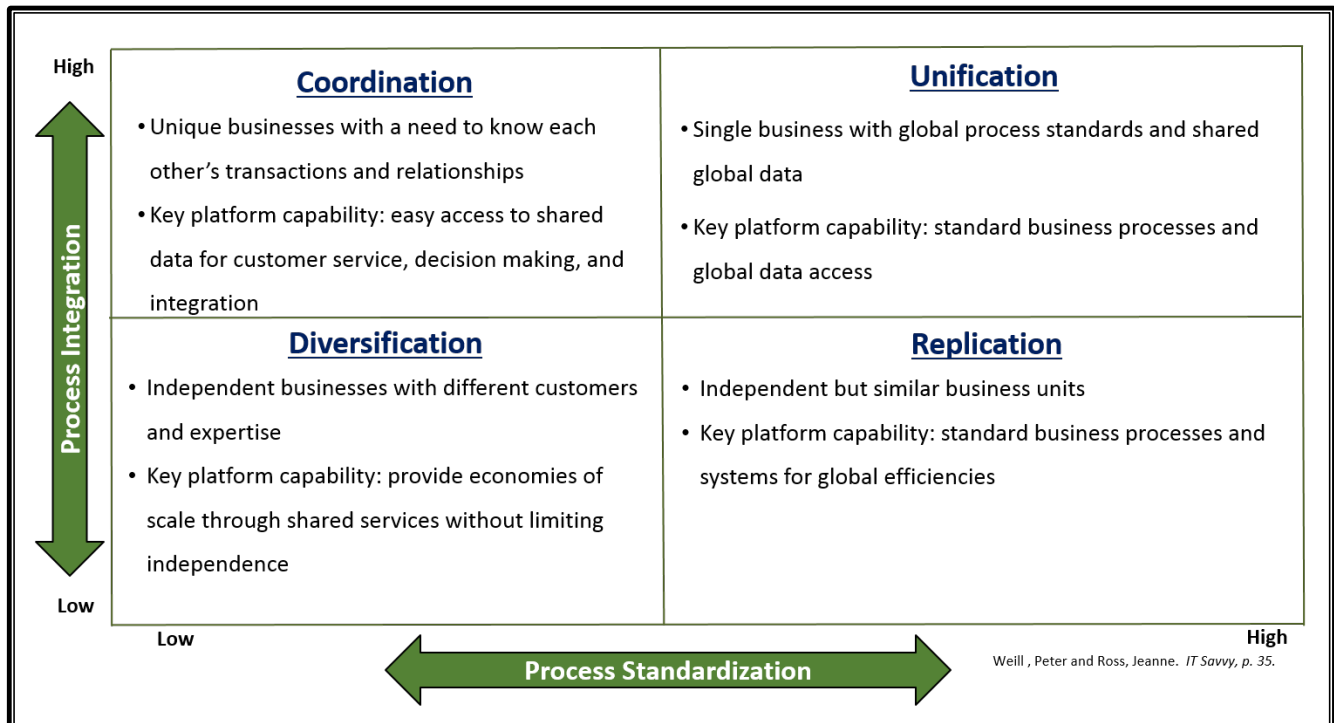 High
Coordination
• Unique businesses with a need to know each
other’s transactions and relationships
• Key platform capability: easy access to shared
data for customer service, decision making, and
integration
Unification
• Single business with global process standards and shared
global data
• Key platform capability: standard business processes and
global data access
Process Integration
Diversification
• Independent businesses with different customers
and expertise
• Key platform capability: provide economies of
scale through shared services without limiting
independence
Replication
• Independent but similar business units
• Key platform capability: standard business processes and
systems for global efficiencies
Low
Low
High
Process Standardization
Weill , Peter and Ross, Jeanne. IT Savvy, p. 35.